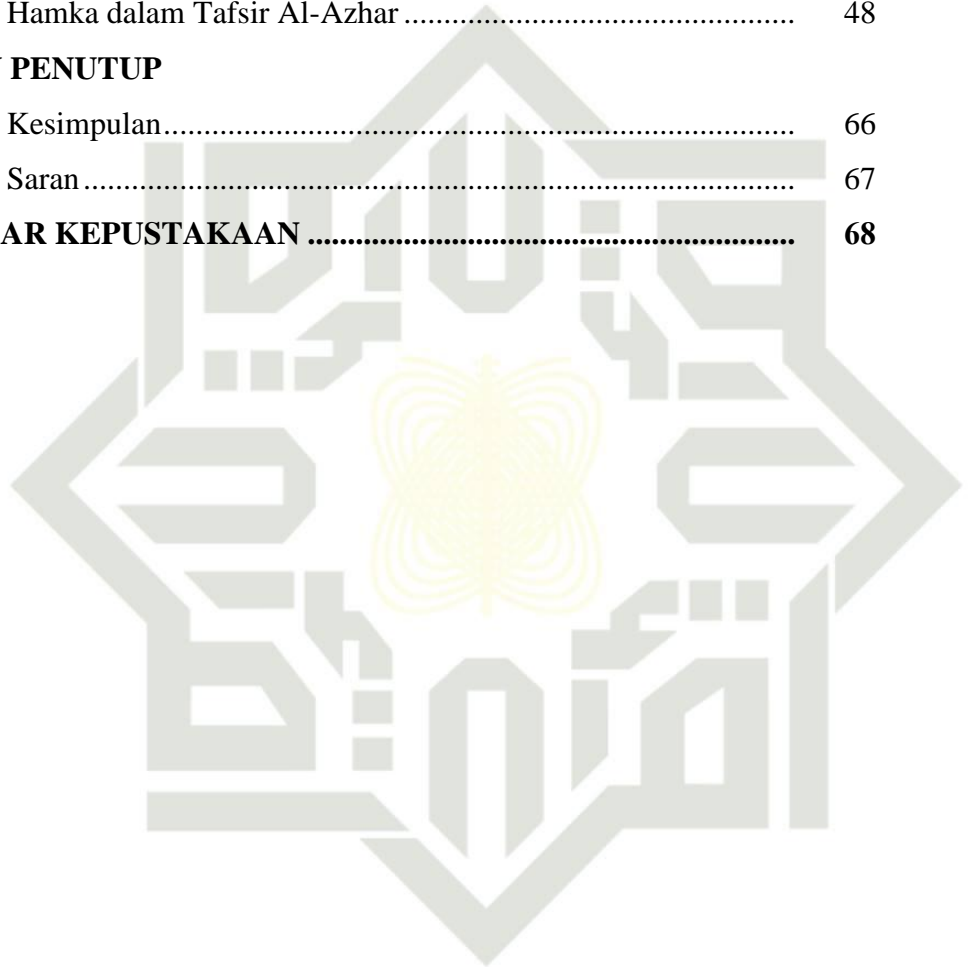 Hamka dalam Tafsir Al-Azhar ................................................. 48
PENUTUP
Kesimpulan............................................................................... 66
Saran ......................................................................................... 67
AR KEPUSTAKAAN ............................................................. 68